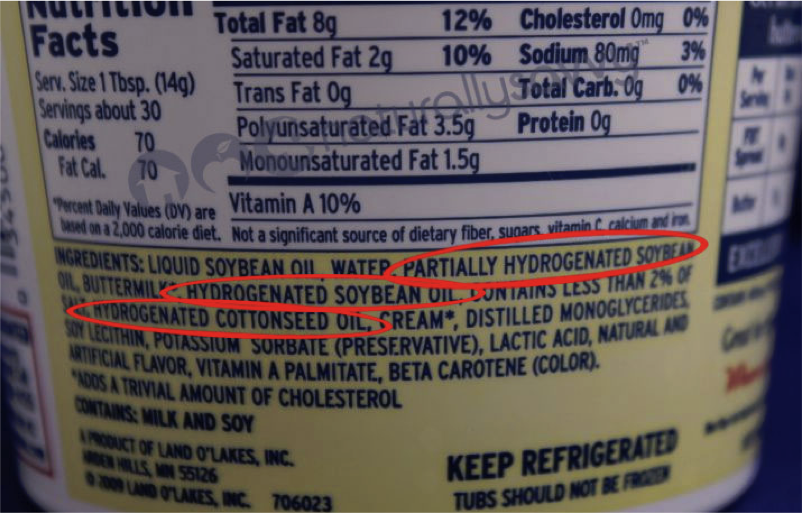 Nutrition
Facts
Serv. Size 1 Tbsp. (14g)
Servings about 30
Calories 70
Fat Cal. 70
*Percent Daily Values (DV) are
based on a 2,000 calorie diet.
Total Fat 8g 12% Cholesterol 0mg 0%
Saturated Fat 2g 10% Sodium 80mg 3%
Trans Fat 0g Total Carb. 0g 0%
Polyunsaturated Fat 3.5g Protein 0g
Monounsaturated Fat 1.5g
Vitamin A 10%
Not a significant source of dietary fiber, sugars, vitamin C, calcium and iron.
naturallysavvy™
INGREDIENTS: LIQUID SOYBEAN OIL, WATER, PARTIALLY HYDROGENATED SOYBEAN
OIL, BUTTERMILK, HYDROGENATED SOYBEAN OIL, CONTAINS LESS THAN 2% OF
SALT, HYDROGENATED COTTONSEED OIL, CREAM*, DISTILLED MONOGLYCERIDES,
SOY LECITHIN, POTASSIUM SORBATE (PRESERVATIVE), LACTIC ACID, NATURAL AND
ARTIFICIAL FLAVOR, VITAMIN A PALMITATE, BETA CAROTENE (COLOR).
*ADDS A TRIVIAL AMOUNT OF CHOLESTEROL
CONTAINS: MILK AND SOY
A PRODUCT OF LAND O'LAKES, INC.
ARDEN HILLS, MN 55126
© 2009 LAND O'LAKES, INC. 706023
KEEP REFRIGERATED
TUBS SHOULD NOT BE FROZEN
Per
Serving
Butter